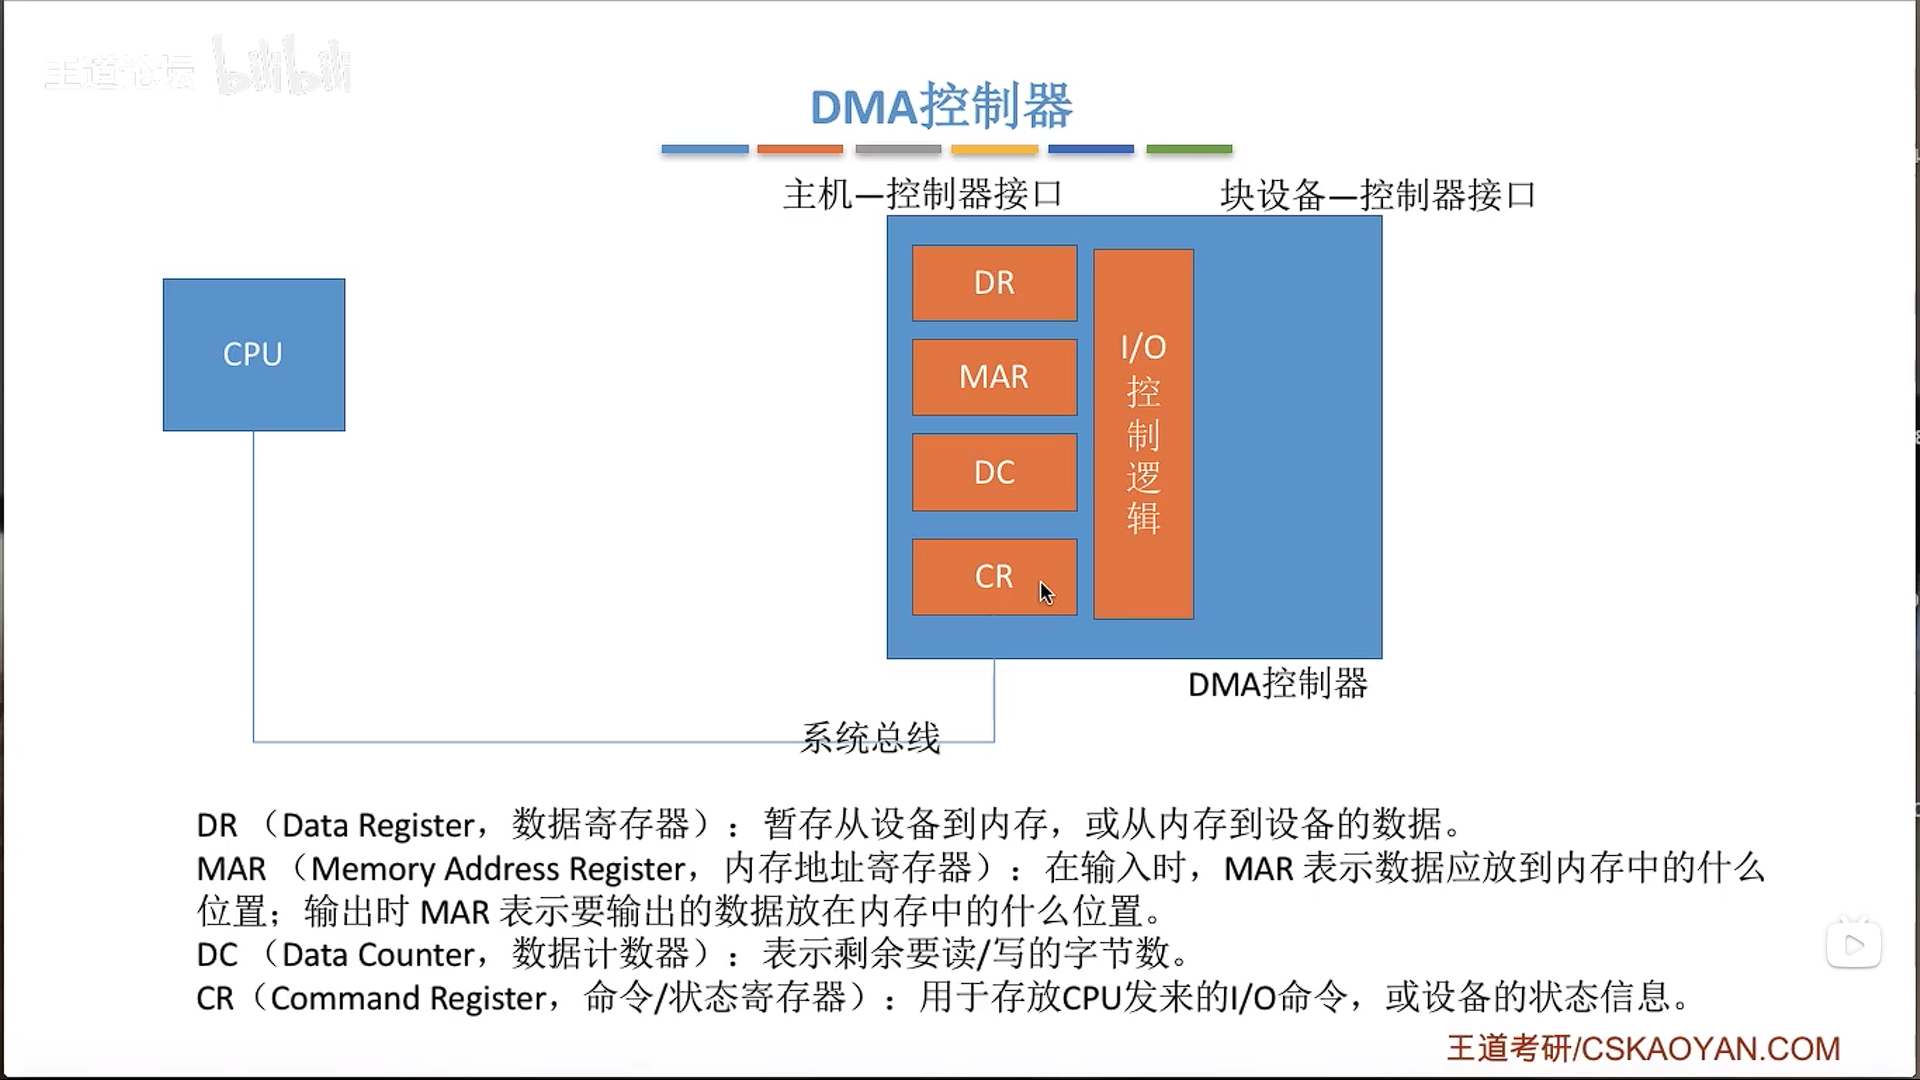 王道论坛 bilibili
DMA控制器
主机—控制器接口
块设备—控制器接口
CPU
DR
MAR
DC
CR
I/O
控
制
逻
辑
DMA控制器
系统总线
DR （Data Register，数据寄存器）：暂存从设备到内存，或从内存到设备的数据。
MAR （Memory Address Register，内存地址寄存器）：在输入时，MAR 表示数据应放到内存中的什么
位置；输出时 MAR 表示要输出的数据放在内存中的什么位置。
DC （Data Counter，数据计数器）：表示剩余要读/写的字节数。
CR（Command Register，命令/状态寄存器）：用于存放CPU发来的I/O命令，或设备的状态信息。
王道考研/CSKAOYAN.COM